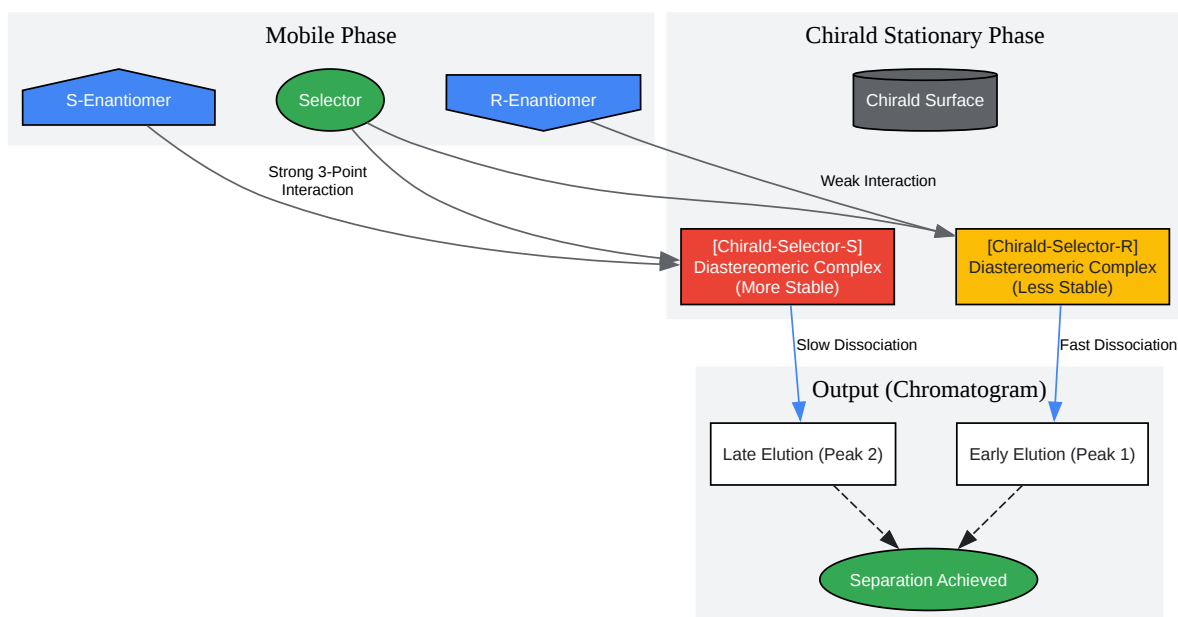 Mobile Phase
Chirald Stationary Phase
S-Enantiomer
Selector
R-Enantiomer
Chirald Surface
Strong 3-Point
Interaction
Weak Interaction
[Chirald-Selector-S]
Diastereomeric Complex
(More Stable)
[Chirald-Selector-R]
Diastereomeric Complex
(Less Stable)
Slow Dissociation
Fast Dissociation
Output (Chromatogram)
Late Elution (Peak 2)
Early Elution (Peak 1)
Separation Achieved